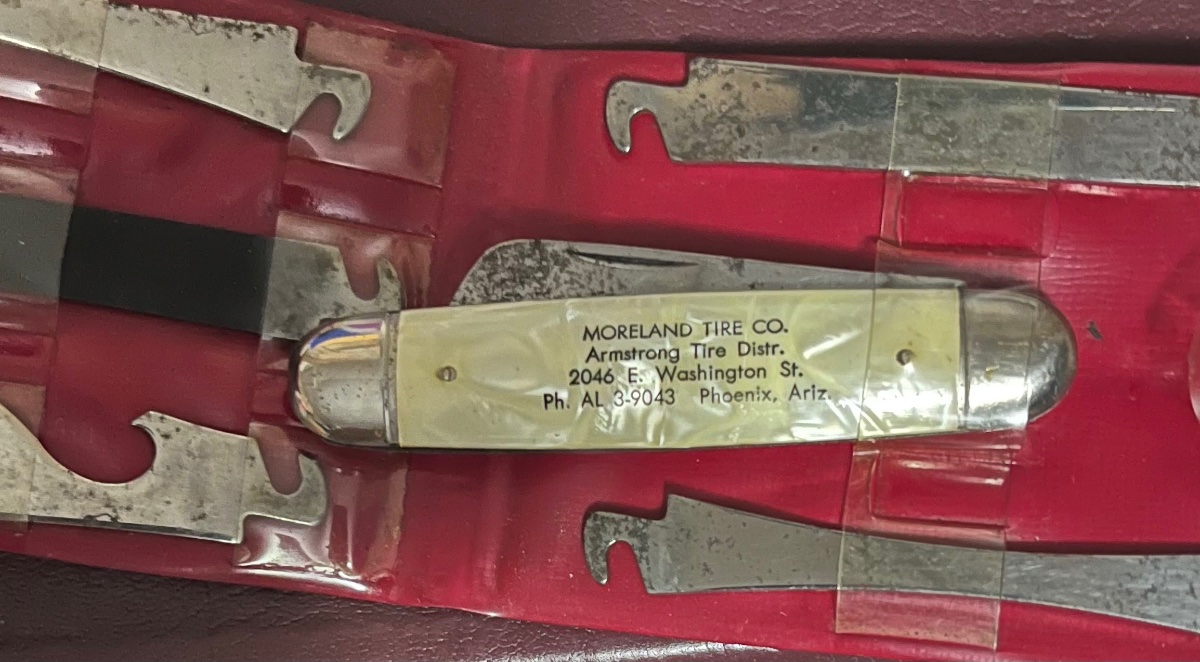 MORELAND TIRE CO.
Armstrong Tire Distr.
2046 E. Washington St.
Ph. AL 3-9043 Phoenix, Ariz.